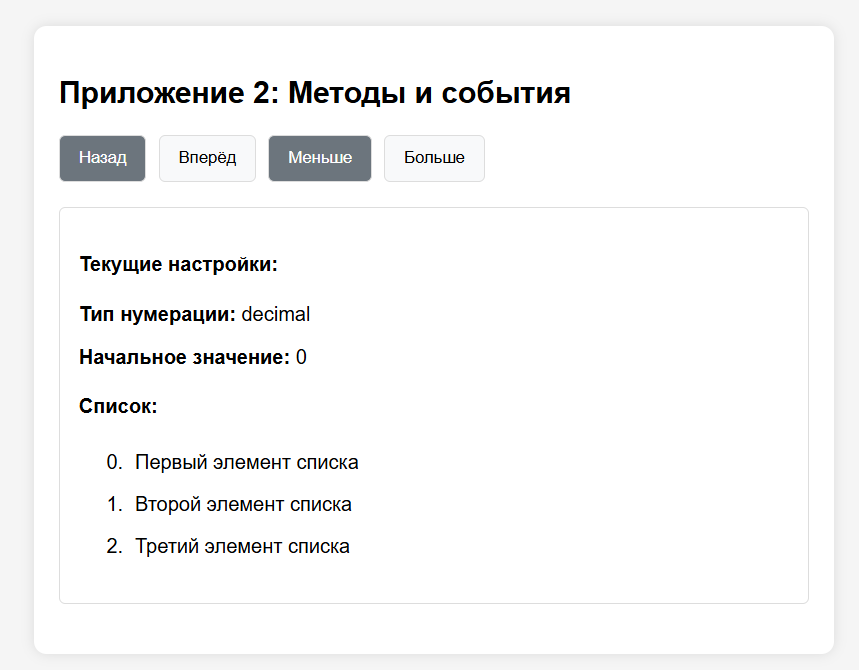 Приложение 2: Методы и события
Назад Вперёд Меньше Больше
Текущие настройки:
Тип нумерации: decimal
Начальное значение: 0
Список:
0. Первый элемент списка
1. Второй элемент списка
2. Третий элемент списка